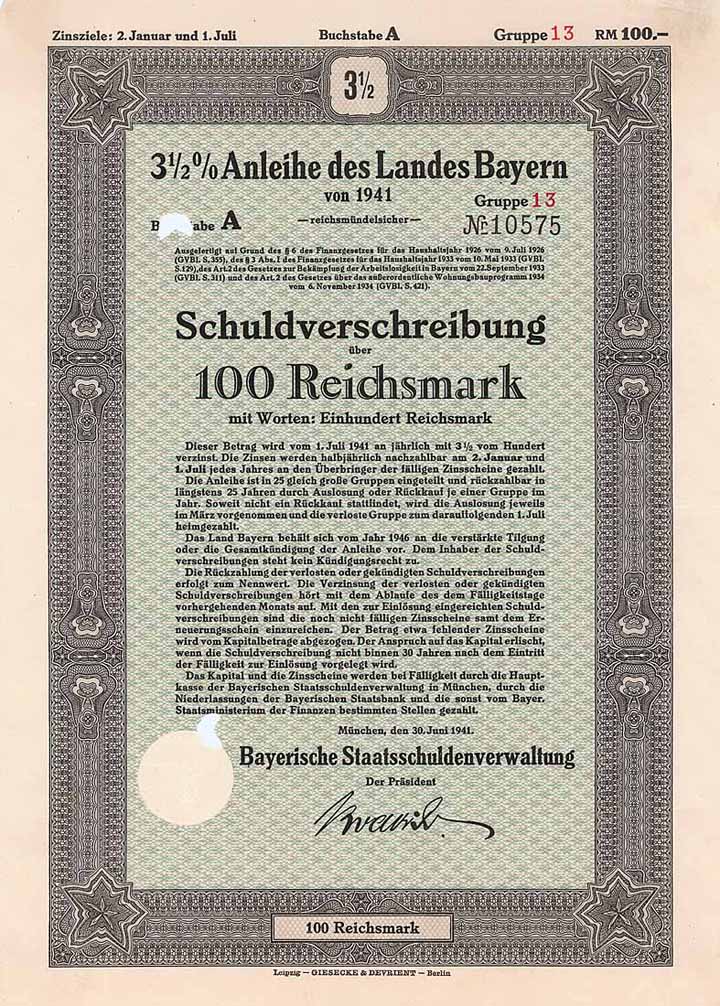 Zinsziele: 2. Januar und 1. Juli Buchstabe A Gruppe 13 RM 100.–
3½
3½% Anleihe des Landes Bayern
von 1941
Gruppe 13
B abe A –reichsmündelsicher– № 10575
Ausgefertigt auf Grund des § 6 des Finanzgesetzes für das Haushaltsjahr 1926 vom 9. Juli 1926
(GVBl. S. 355), des § 3 Abs. I des Finanzgesetzes für das Haushaltsjahr 1933 vom 10. Mai 1933 (GVBl.
S. 129), des Art. 2 des Gesetzes zur Bekämpfung der Arbeitslosigkeit in Bayern vom 22. September 1933
(GVBl. S. 311) und des Art. 2 des Gesetzes über das außerordentliche Wohnungsbauprogramm 1934
vom 6. November 1934 (GVBl. S. 421).
Schuldverschreibung
über
100 Reichsmark
mit Worten: Einhundert Reichsmark
Dieser Betrag wird vom 1. Juli 1941 an jährlich mit 3½ vom Hundert
verzinst. Die Zinsen werden halbjährlich nachzahlbar am 2. Januar und
1. Juli jedes Jahres an den Überbringer der fälligen Zinsscheine gezahlt.
Die Anleihe ist in 25 gleich große Gruppen eingeteilt und rückzahlbar in
längstens 25 Jahren durch Auslosung oder Rückkauf je einer Gruppe im
Jahr. Soweit nicht ein Rückkauf stattfindet, wird die Auslosung jeweils
im März vorgenommen und die verloste Gruppe zum darauffolgenden 1. Juli
heimgezahlt.
Das Land Bayern behält sich vom Jahr 1946 an die verstärkte Tilgung
oder die Gesamtkündigung der Anleihe vor. Dem Inhaber der Schuld-
verschreibungen steht kein Kündigungsrecht zu.
Die Rückzahlung der verlosten oder gekündigten Schuldverschreibungen
erfolgt zum Nennwert. Die Verzinsung der verlosten oder gekündigten
Schuldverschreibungen hört mit dem Ablaufe des dem Fälligkeitstage
vorhergehenden Monats auf. Mit den zur Einlösung eingereichten Schuld-
verschreibungen sind die noch nicht fälligen Zinsscheine samt dem Er-
neuerungsschein einzureichen. Der Betrag etwa fehlender Zinsscheine
wird vom Kapitalbetrage abgezogen. Der Anspruch auf das Kapital erlischt,
wenn die Schuldverschreibung nicht binnen 30 Jahren nach dem Eintritt
der Fälligkeit zur Einlösung vorgelegt wird.
Das Kapital und die Zinsscheine werden bei Fälligkeit durch die Haupt-
kasse der Bayerischen Staatsschuldenverwaltung in München, durch die
Niederlassungen der Bayerischen Staatsbank und die sonst vom Bayer.
Staatsministerium der Finanzen bestimmten Stellen gezahlt.
München, den 30. Juni 1941.
Bayerische Staatsschuldenverwaltung
Der Präsident
100 Reichsmark
Leipzig – GIESECKE & DEVRIENT – Berlin